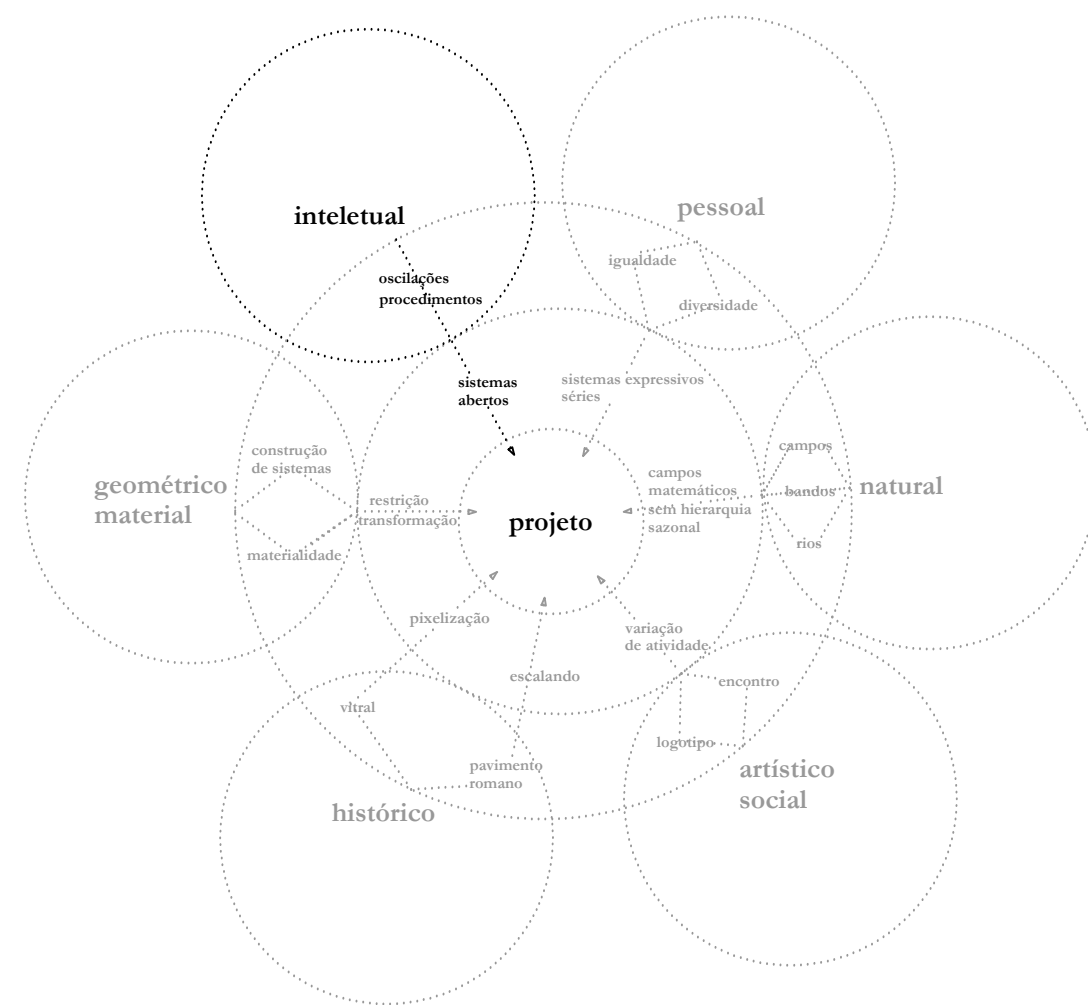 inteletual
oscilações
procedimentos
sistemas
abertos
pessoal
igualdade
diversidade
sistemas expressivos
séries
geométrico
material
construção
de sistemas
materialidade
restrição
transformação
projeto
campos
matemáticos
sem hierarquia
sazonal
campos
bandos
rios
natural
pixelização
vitral
escalando
pavimento
romano
histórico
variação
de atividade
encontro
logotipo
artístico
social